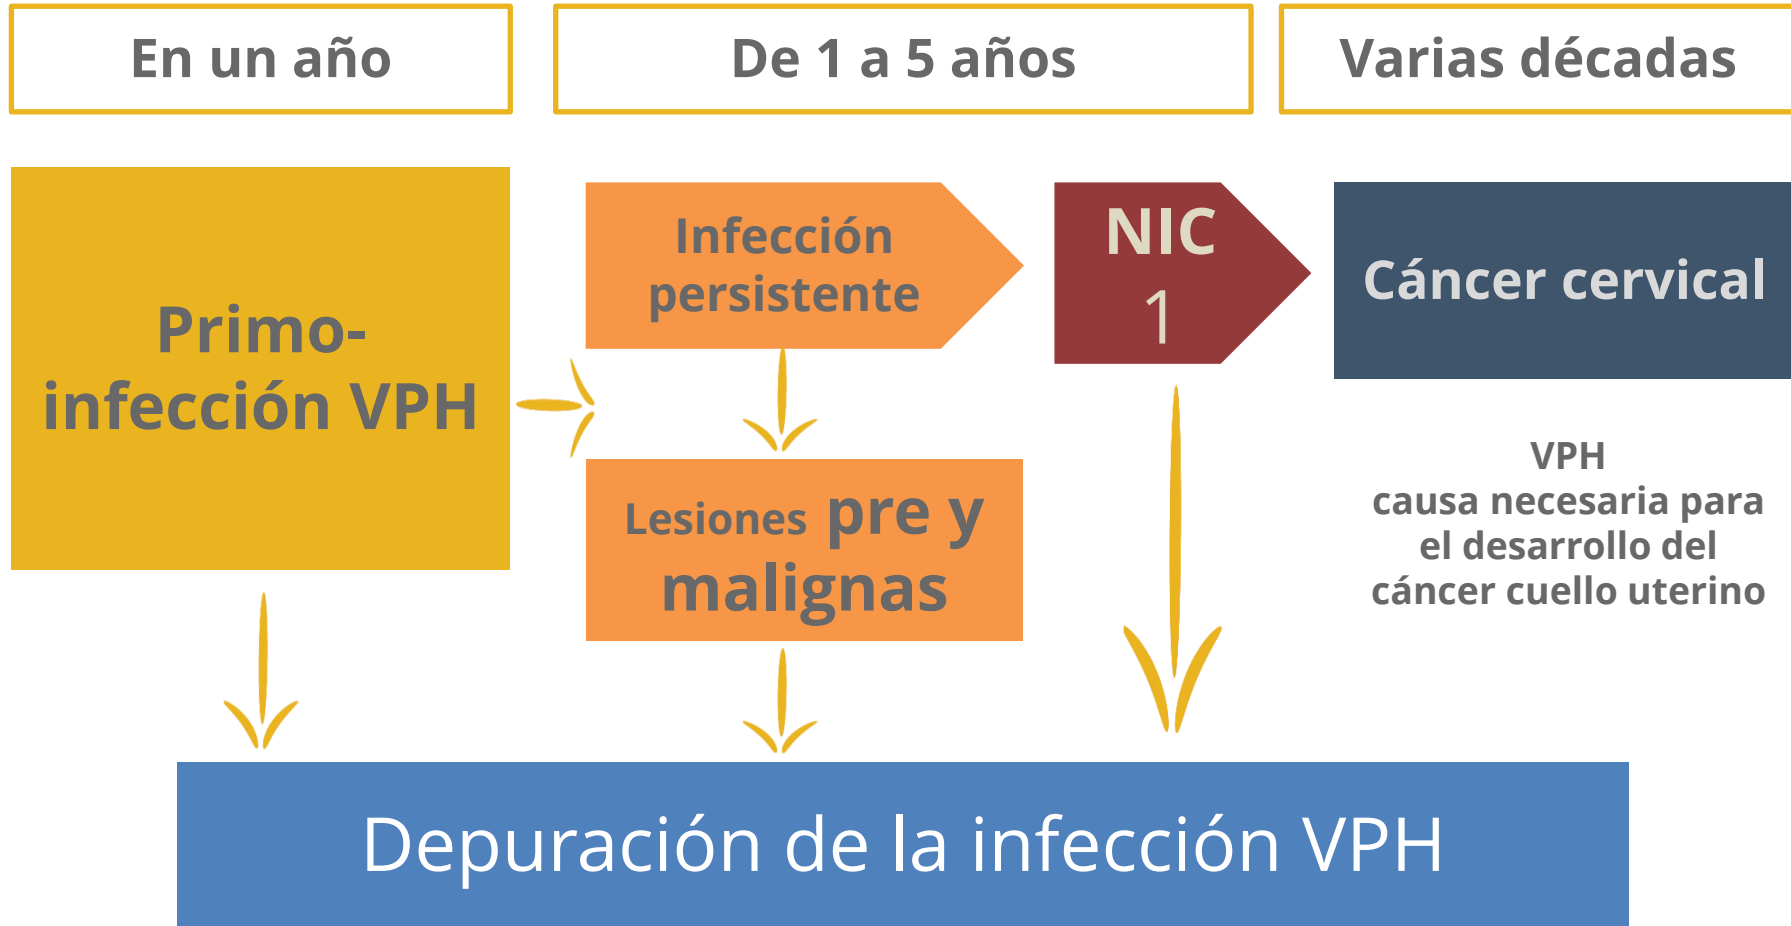 En un año
De 1 a 5 años
Varias décadas
Primo-
infección VPH
Infección
persistente
Lesiones pre y
malignas
NIC
1
Cáncer cervical
VPH
causa necesaria para
el desarrollo del
cáncer cuello uterino
Depuración de la infección VPH